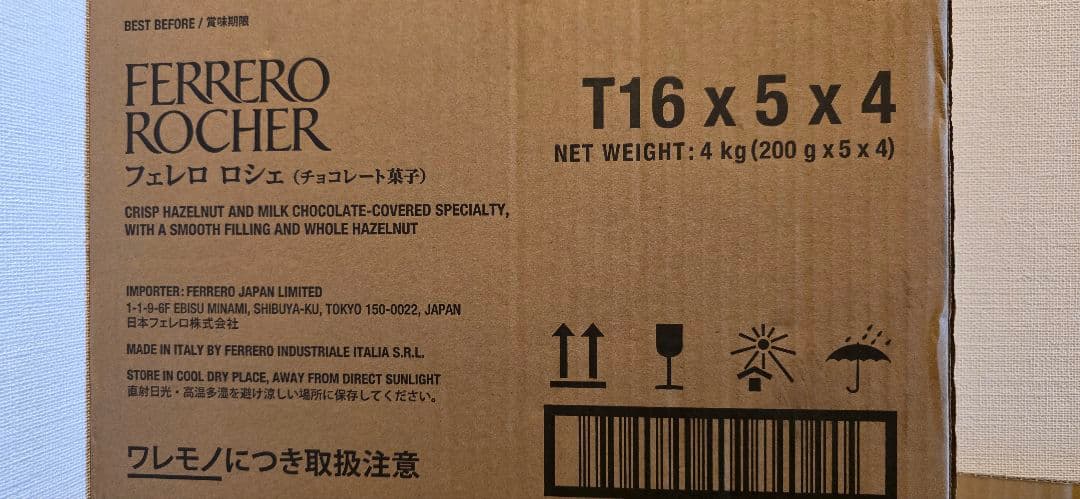 BEST BEFORE / 賞味期限
FERRERO
ROCHER
フェレロ ロシェ (チョコレート菓子)
CRISP HAZELNUT AND MILK CHOCOLATE-COVERED SPECIALTY,
WITH A SMOOTH FILLING AND WHOLE HAZELNUT
IMPORTER: FERRERO JAPAN LIMITED
1-1-9-6F EBISU MINAMI, SHIBUYA-KU, TOKYO 150-0022, JAPAN
日本フェレロ株式会社
MADE IN ITALY BY FERRERO INDUSTRIALE ITALIA S.R.L.
STORE IN COOL DRY PLACE, AWAY FROM DIRECT SUNLIGHT
直射日光・高温多湿を避け涼しい場所に保存してください。
ワレモノにつき取扱注意
T16 x 5 x 4
NET WEIGHT: 4 kg (200 g x 5 x 4)